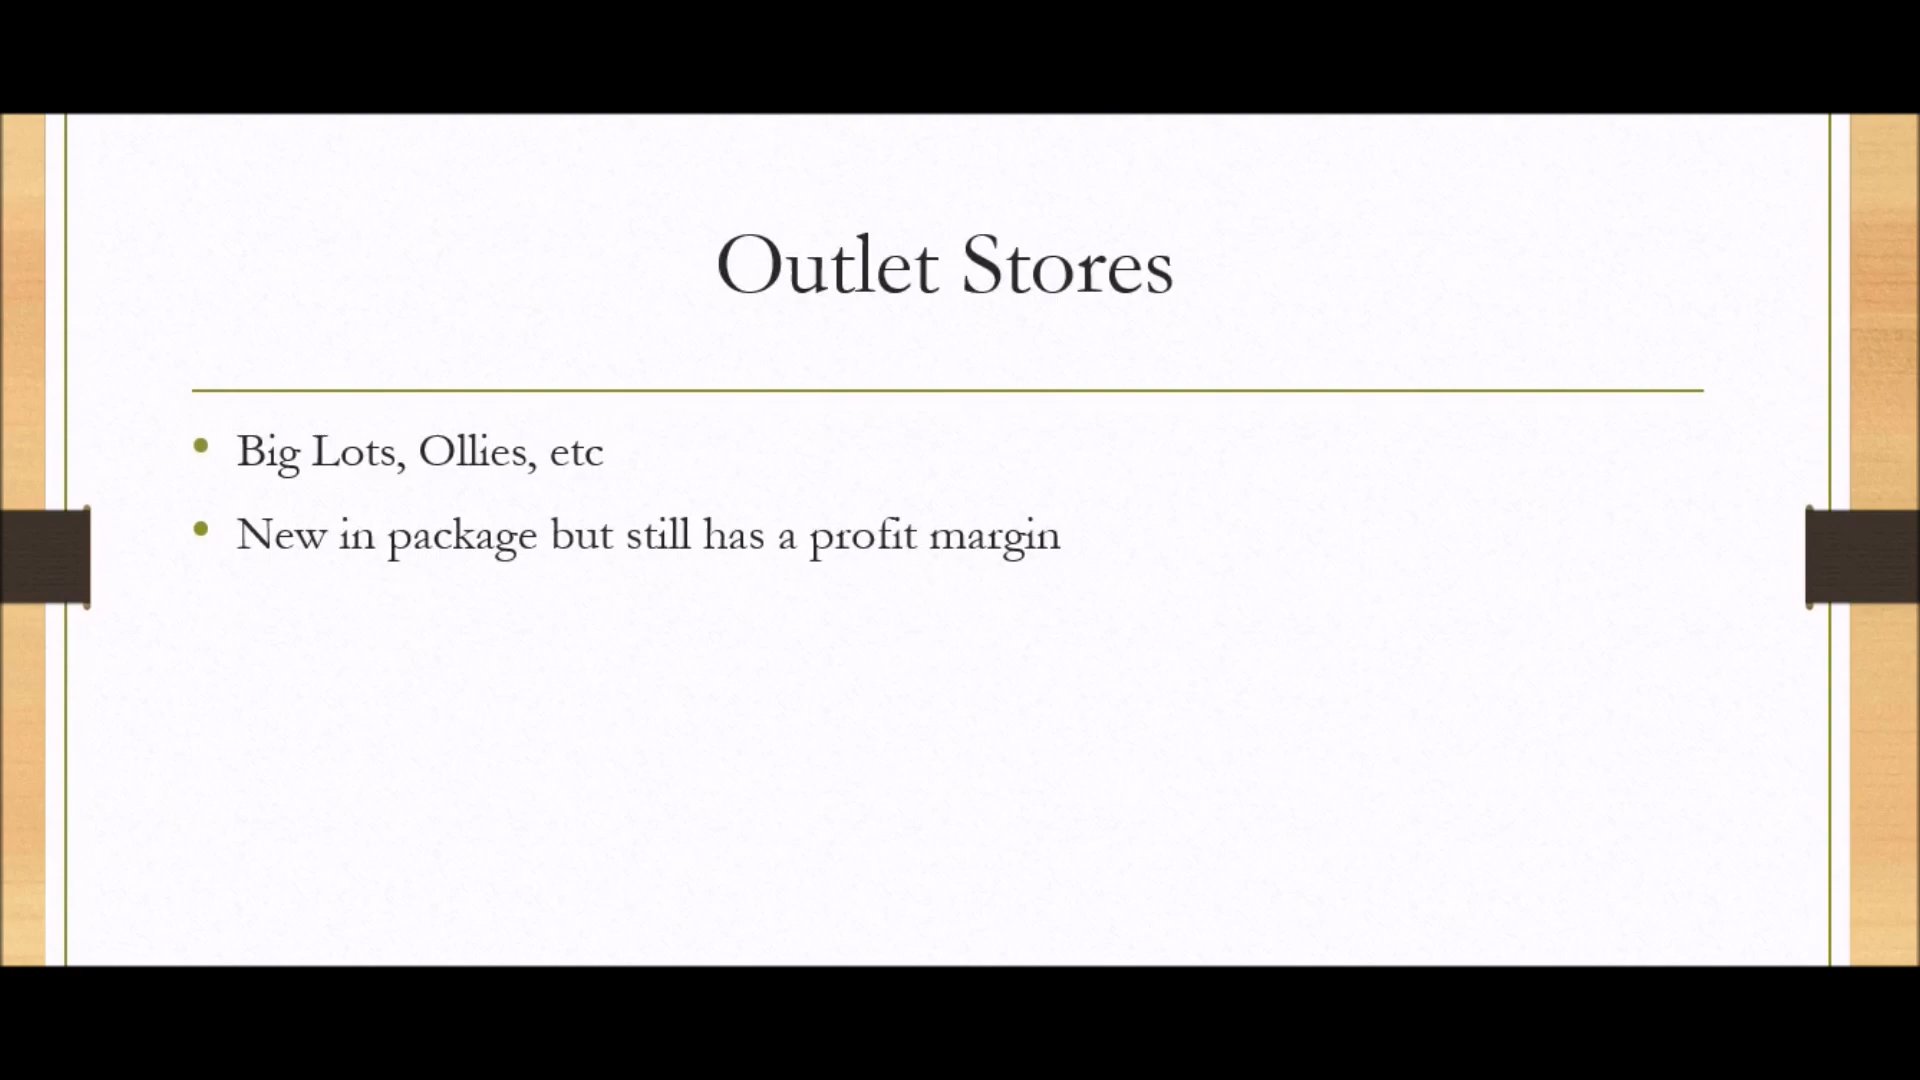 Outlet Stores
Big Lots, Ollies, etc
New in package but still has a profit margin